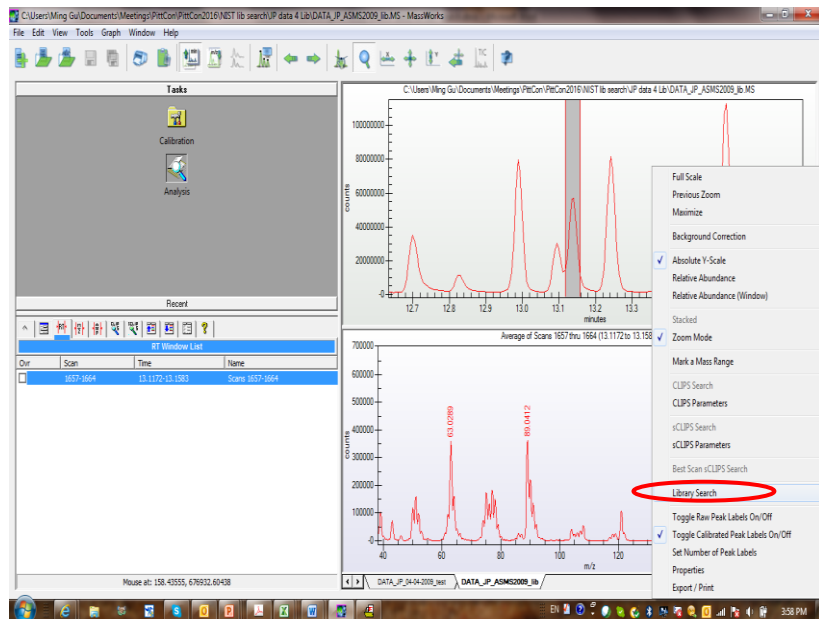 C:\Users\Ming Gu\Documents\Meetings\PittCon\PittCon2016\NIST lib search\JP data 4 Lib\DATA_JP_ASMS2009_lib.MS - MassWorks
File Edit View Tools Graph Window Help
Tasks
Calibration
Analysis
Recent
RT Window List
Ovr Scan Time Name
1657-1664 13.1172-13.1583 Scans 1657-1664
Mouse at: 158.43555, 676932.60438
C:\Users\Ming Gu\Documents\Meetings\PittCon\PittCon2016\NIST lib search\JP data 4 Lib\DATA_JP_ASMS2009_lib.MS
counts
100000000
80000000
60000000
40000000
20000000
-0
12.7 12.8 12.9 13.0 13.1 13.2 13.3
minutes
Average of Scans 1657 thru 1664 (13.1172 to 13.158
counts
700000
600000
500000
400000
300000
200000
100000
-0
63.0289
89.0412
40 60 80 100 120
m/z
DATA_JP_04-04-2009_test DATA_JP_ASMS2009_lib
Full Scale
Previous Zoom
Maximize
Background Correction
Absolute Y-Scale
Relative Abundance
Relative Abundance (Window)
Stacked
Zoom Mode
Mark a Mass Range
CLIPS Search
CLIPS Parameters
sCLIPS Search
sCLIPS Parameters
Best Scan sCLIPS Search
Library Search
Toggle Raw Peak Labels On/Off
Toggle Calibrated Peak Labels On/Off
Set Number of Peak Labels
Properties
Export / Print
EN
3:58 PM